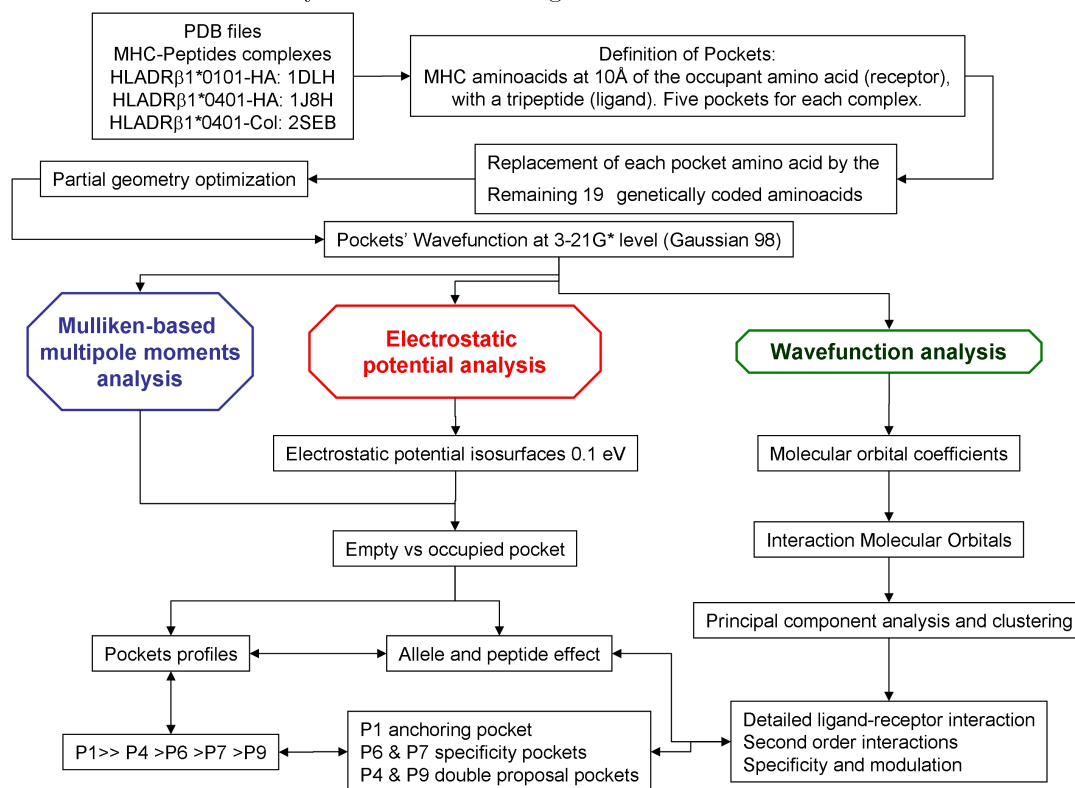 PDB files
MHC-Peptides complexes
HLADRβ1*0101-HA: 1DLH
HLADRβ1*0401-HA: 1J8H
HLADRβ1*0401-Col: 2SEB
Definition of Pockets:
MHC aminoacids at 10Å of the occupant amino acid (receptor),
with a tripeptide (ligand). Five pockets for each complex.
Replacement of each pocket amino acid by the
Remaining 19 genetically coded aminoacids
Partial geometry optimization
Pockets' Wavefunction at 3-21G* level (Gaussian 98)
Mulliken-based
multipole moments
analysis
Electrostatic
potential analysis
Wavefunction analysis
Electrostatic potential isosurfaces 0.1 eV
Molecular orbital coefficients
Empty vs occupied pocket
Interaction Molecular Orbitals
Principal component analysis and clustering
Pockets profiles
Allele and peptide effect
P1>> P4 >P6 >P7 >P9
P1 anchoring pocket
P6 & P7 specificity pockets
P4 & P9 double proposal pockets
Detailed ligand-receptor interaction
Second order interactions
Specificity and modulation